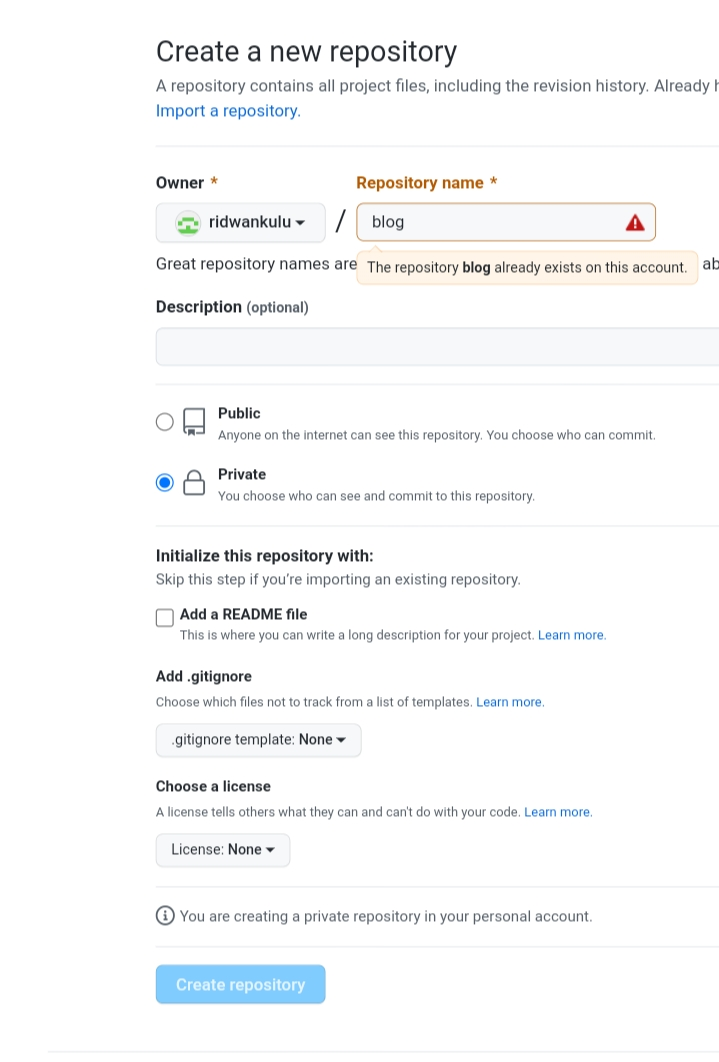 Create a new repository
A repository contains all project files, including the revision history. Already
Import a repository.
Owner *
Repository name *
ridwankulu
/
blog
Great repository names are
The repository blog already exists on this account.
Description (optional)
Public
Anyone on the internet can see this repository. You choose who can commit.
Private
You choose who can see and commit to this repository.
Initialize this repository with:
Skip this step if you're importing an existing repository.
Add a README file
This is where you can write a long description for your project. Learn more.
Add .gitignore
Choose which files not to track from a list of templates. Learn more.
.gitignore template: None
Choose a license
A license tells others what they can and can't do with your code. Learn more.
License: None
You are creating a private repository in your personal account.
Create repository